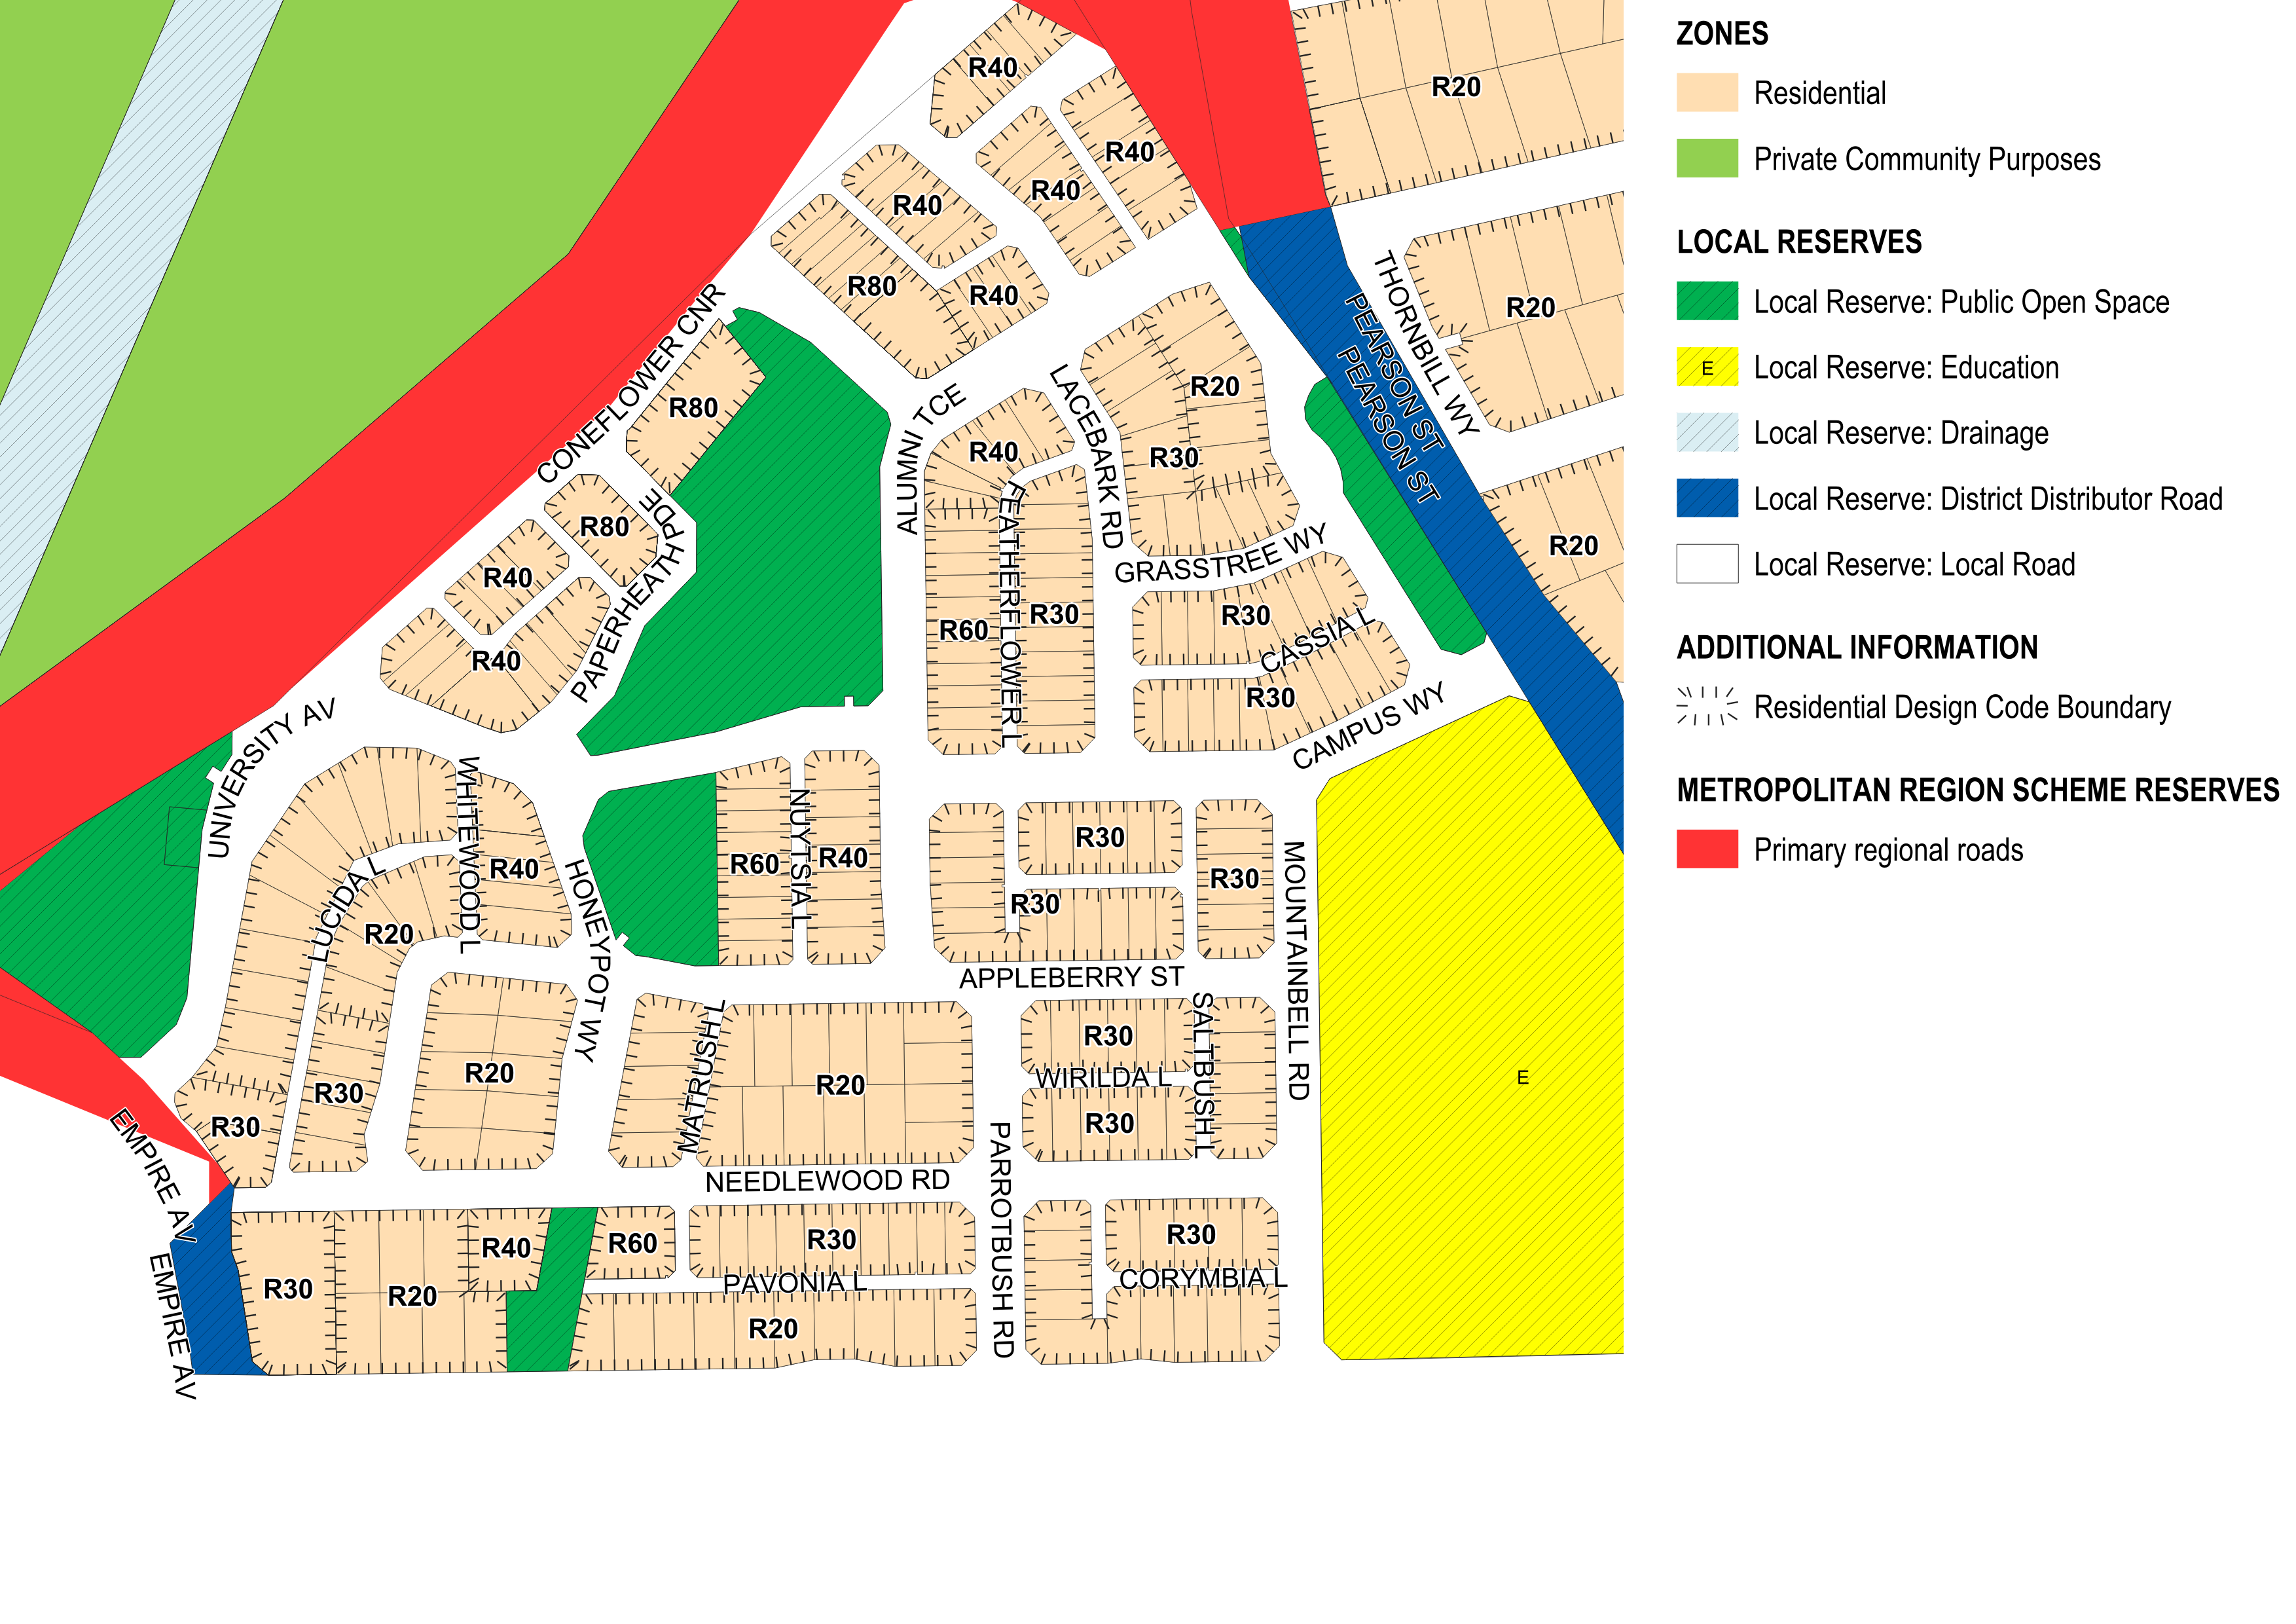 ZONES
Residential
Private Community Purposes
LOCAL RESERVES
Local Reserve: Public Open Space
E
Local Reserve: Education
Local Reserve: Drainage
Local Reserve: District Distributor Road
Local Reserve: Local Road
ADDITIONAL INFORMATION
Residential Design Code Boundary
METROPOLITAN REGION SCHEME RESERVES
Primary regional roads
R40
R20
R40
R40
R40
R80
R40
R20
THORNBILL WY
PEARSON ST
PEARSON ST
CONEFLOWER CNR
R80
R20
LACEBARK RD
ALUMNI TCE
R40
R30
R80
PAPERHEATH PDE
R20
R40
GRASSTREE WY
FEATHERFLOWER L
R60
R30
R30
CASSIA L
R40
R30
CAMPUS WY
UNIVERSITY AV
WHITEWOOD L
R40
LUCIDA L
R20
HONEYPOT WY
R60
NUYTSIA L
R40
R30
R30
R30
MOUNTAINBELL RD
APPLEBERRY ST
R20
R30
R30
MATRUSH L
R20
R30
WIRILDA L
R30
SALTBUSH L
E
EMPIRE AV
EMPIRE AV
NEEDLEWOOD RD
PARROTBUSH RD
R30
R20
R40
R60
R30
PAVONIA L
R20
R30
CORYMBIA L